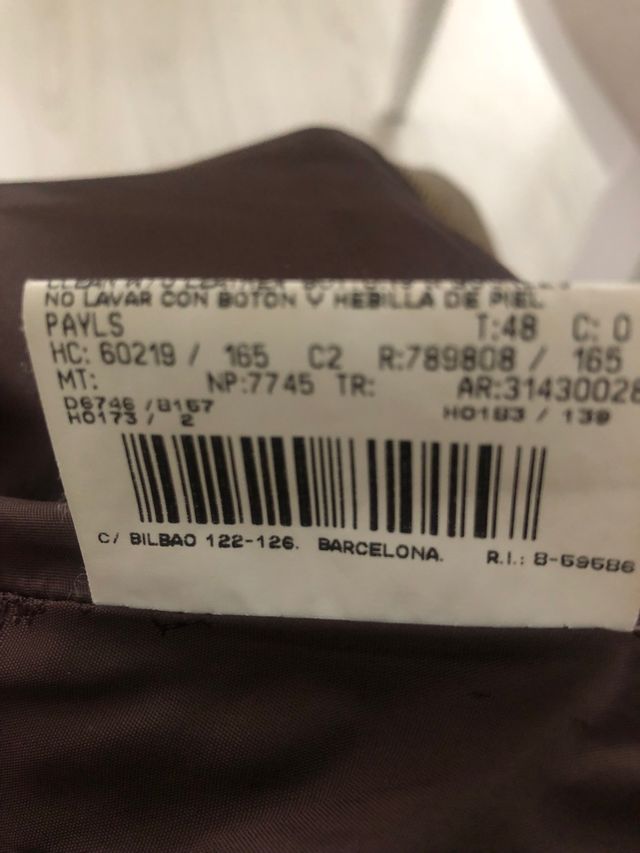 NO LAVAR CON BOTON Y HEBILLA DE PIEL
PAYLS T:48 C: 0
HC: 60219 / 165 C2 R:789808 / 165
MT: NP:7745 TR: AR:31430028
D6746 /8157
H0173 / 2 H0183 / 139
C/ BILBAO 122-126. BARCELONA. R.I.: 8-59586